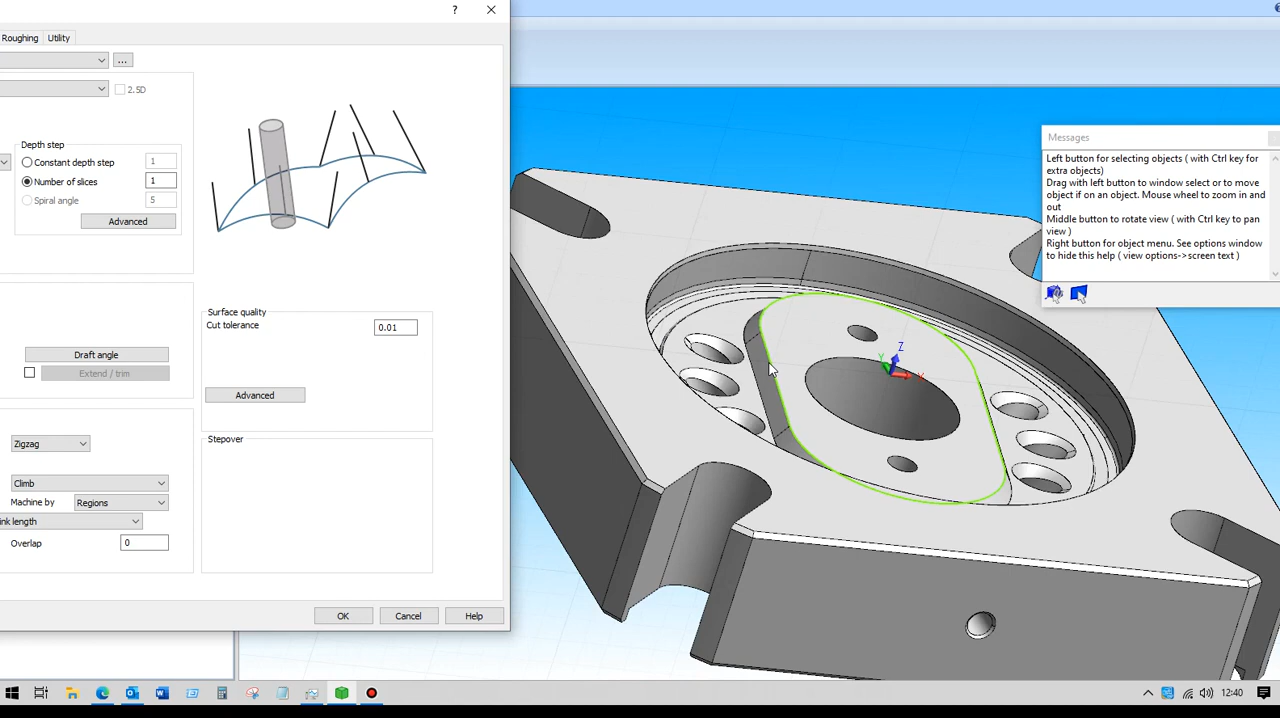 ?
Roughing
Utility
...
2.5D
Depth step
Constant depth step
1
Number of slices
1
Spiral angle
5
Advanced
Draft angle
Extend / trim
Zigzag
Climb
Machine by
Regions
ink length
Overlap
0
Surface quality
Cut tolerance
0.01
Advanced
Stepover
OK
Cancel
Help
Messages
Left button for selecting objects ( with Ctrl key for
extra objects)
Drag with left button to window select or to move
object if on an object. Mouse wheel to zoom in and
out
Middle button to rotate view ( with Ctrl key to pan
view )
Right button for object menu. See options window
to hide this help ( view options->screen text )
Z
Y
X
12:40